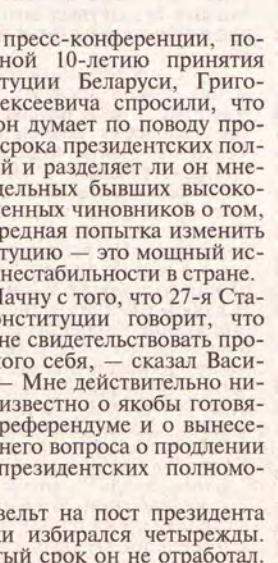 пресс-конференции, по-
ной 10-летию принятия
туции Беларуси, Григо-
ексеевича спросили, что
он думает по поводу про-
срока президентских пол-
й и разделяет ли он мне-
дельных бывших высоко-
енных чиновников о том,
редная попытка изменить
туцию — это мощный ис-
нестабильности в стране.
Начну с того, что 27-я Ста-
онституции говорит, что
не свидетельствовать про-
мого себя, — сказал Васи-
— Мне действительно ни-
известно о якобы готовя-
референдуме и о вынесе-
него вопроса о продлении
президентских полномо-
вельт на пост президента
ки избирался четырежды.
тый срок он не отработал.